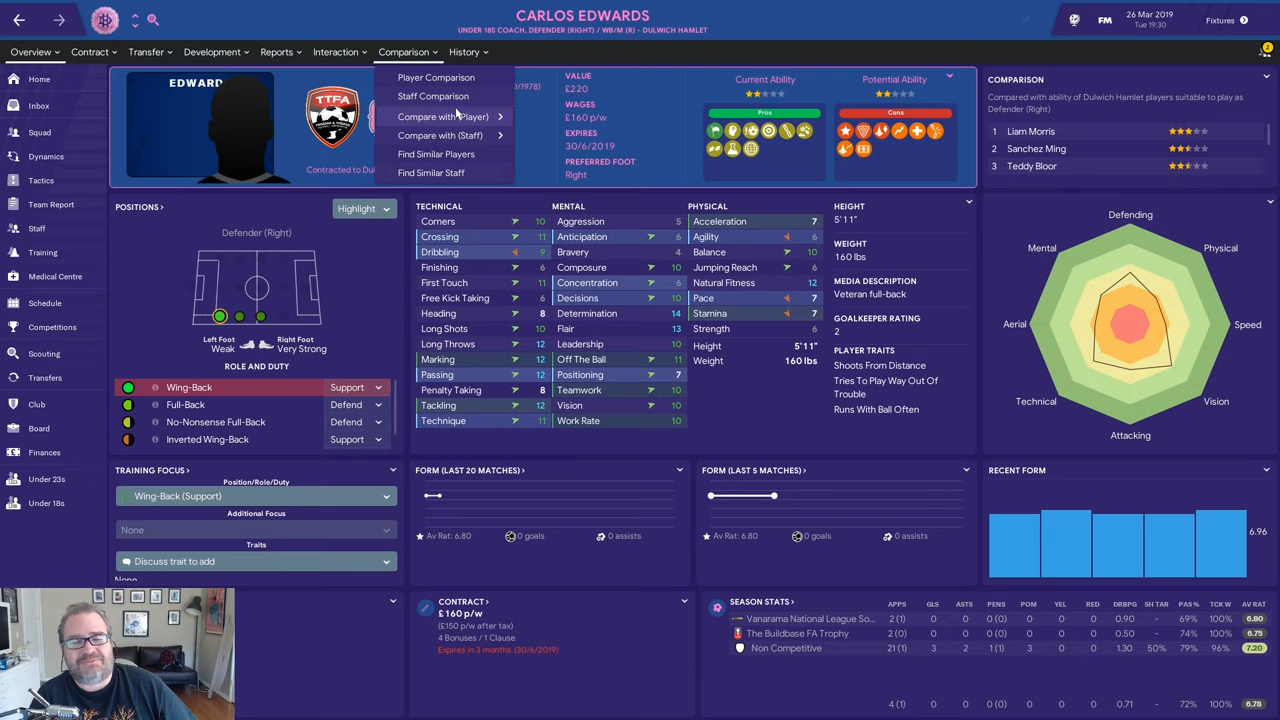 CARLOS EDWARDS
UNDER 18S COACH, DEFENDER (RIGHT) / WB/M (R) - DULWICH HAMLET
FM
26 Mar 2019
Tue 19:30
Fixtures
Overview
Contract
Transfer
Development
Reports
Interaction
Comparison
History
2
Home
Inbox
Squad
Dynamics
Tactics
Team Report
Staff
Training
Medical Centre
Schedule
Competitions
Scouting
Transfers
Club
Board
Finances
Under 23s
Under 18s
EDWARD
TTFA
Contracted to Du
0/1978)
Player Comparison
Staff Comparison
Compare with (Player)
Compare with (Staff)
Find Similar Players
Find Similar Staff
VALUE
£220
WAGES
£160 p/w
EXPIRES
30/6/2019
PREFERRED FOOT
Right
Current Ability
Pros
Potential Ability
Cons
COMPARISON
Compared with ability of Dulwich Hamlet players suitable to play as
Defender (Right)
1 Liam Morris
2 Sanchez Ming
3 Teddy Bloor
POSITIONS
Highlight
Defender (Right)
Left Foot
Weak
Right Foot
Very Strong
ROLE AND DUTY
Wing-Back Support
Full-Back Defend
No-Nonsense Full-Back Defend
Inverted Wing-Back Support
TECHNICAL
Corners 10
Crossing 11
Dribbling 9
Finishing 6
First Touch 11
Free Kick Taking 6
Heading 8
Long Shots 10
Long Throws 12
Marking 12
Passing 12
Penalty Taking 8
Tackling 12
Technique 11
MENTAL
Aggression 5
Anticipation 6
Bravery 4
Composure 10
Concentration 6
Decisions 10
Determination 14
Flair 13
Leadership 10
Off The Ball 11
Positioning 7
Teamwork 10
Vision 10
Work Rate 10
PHYSICAL
Acceleration 7
Agility 6
Balance 10
Jumping Reach 6
Natural Fitness 12
Pace 7
Stamina 7
Strength 6
Height 5'11"
Weight 160 lbs
HEIGHT
5'11"
WEIGHT
160 lbs
MEDIA DESCRIPTION
Veteran full-back
GOALKEEPER RATING
2
PLAYER TRAITS
Shoots From Distance
Tries To Play Way Out Of
Trouble
Runs With Ball Often
Defending
Physical
Speed
Vision
Attacking
Technical
Aerial
Mental
TRAINING FOCUS
Position/Role/Duty
Wing-Back (Support)
Additional Focus
None
Traits
Discuss trait to add
None
FORM (LAST 20 MATCHES)
Av Rat: 6.80 0 goals 0 assists
FORM (LAST 5 MATCHES)
Av Rat: 6.80 0 goals 0 assists
RECENT FORM
6.96
CONTRACT
£160 p/w
(£150 p/w after tax)
4 Bonuses / 1 Clause
Expires in 3 months (30/6/2019)
SEASON STATS APPS GLS ASTS PENS POM YEL RED DRBPG SH TAR PAS% TCK W AV RAT
Vanarama National League So... 2 (1) 0 0 0 (0) 0 0 0 0.90 - 69% 100% 6.80
The Buildbase FA Trophy 2 (0) 0 0 0 (0) 0 0 0 0.50 - 74% 100% 6.75
Non Competitive 21 (1) 3 2 1 (1) 3 0 0 1.30 50% 79% 96% 7.20
4 (1) 0 0 0 (0) 0 0 0 0.71 - 72% 100% 6.78